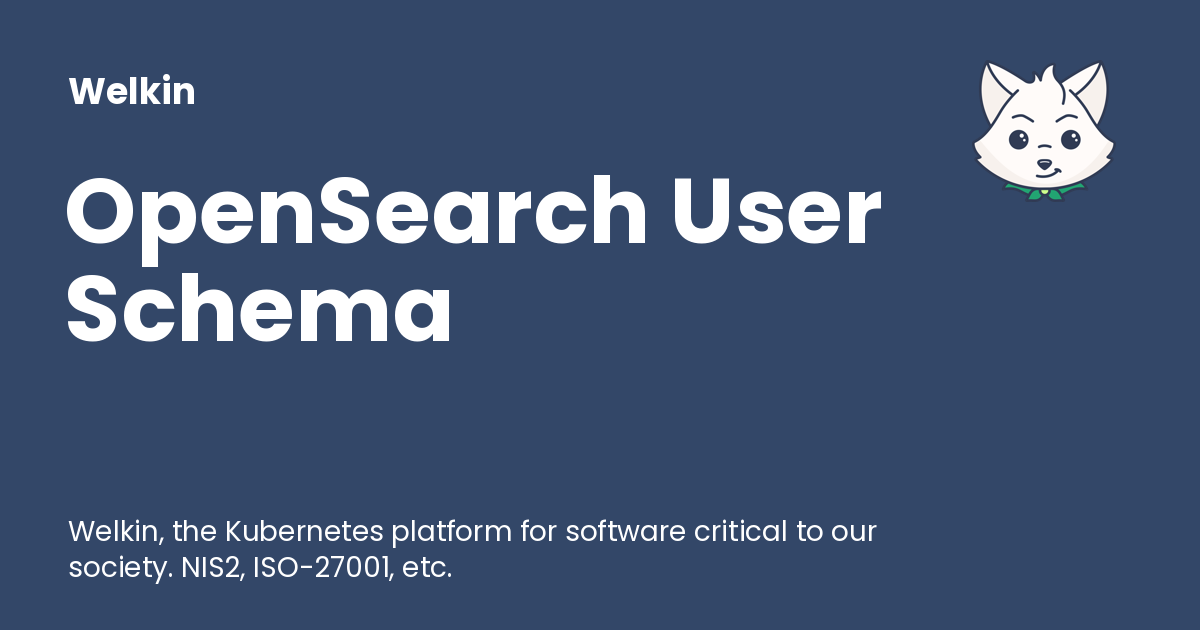 Welkin
OpenSearch User
Schema
Welkin, the Kubernetes platform for software critical to our
society. NIS2, ISO-27001, etc.